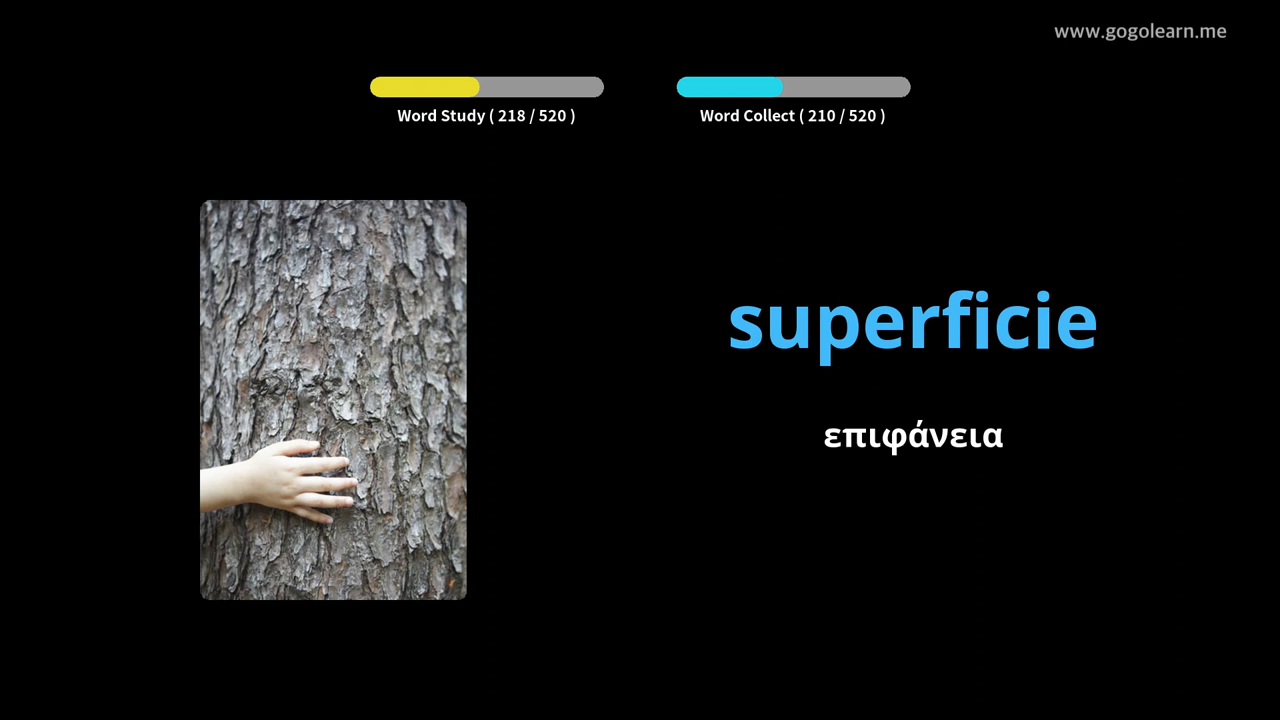 www.gogolearn.me
Word Study ( 218 / 520 )
Word Collect ( 210 / 520 )
superficie
επιφάνεια